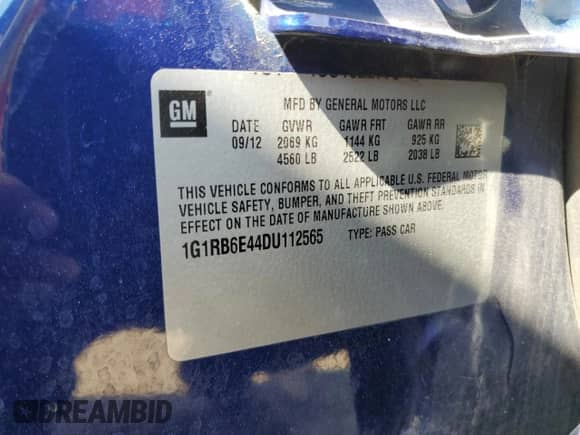 GM
MFD BY GENERAL MOTORS LLC
DATE GVWR GAWR FRT GAWR RR
09/12 2069 KG 1144 KG 925 KG
4560 LB 2522 LB 2038 LB
THIS VEHICLE CONFORMS TO ALL APPLICABLE U.S. FEDERAL MOTOR
VEHICLE SAFETY, BUMPER, AND THEFT PREVENTION STANDARDS IN
EFFECT ON THE DATE OF MANUFACTURE SHOWN ABOVE.
1G1RB6E44DU112565 TYPE: PASS CAR
DREAMBID